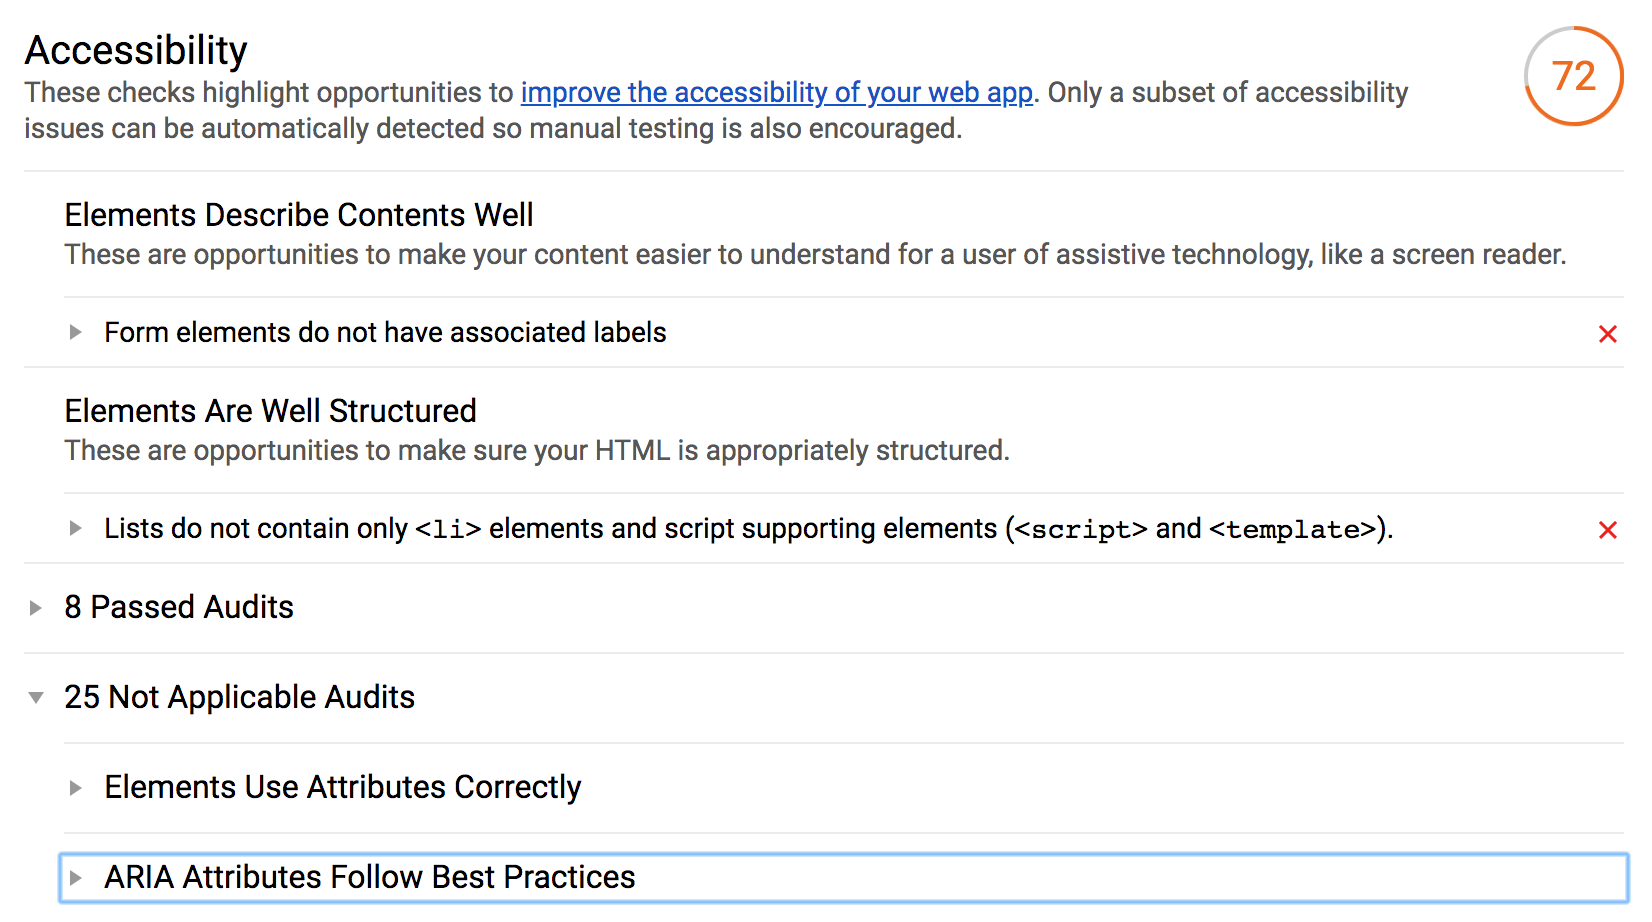 Accessibility
72
These checks highlight opportunities to improve the accessibility of your web app. Only a subset of accessibility
issues can be automatically detected so manual testing is also encouraged.
Elements Describe Contents Well
These are opportunities to make your content easier to understand for a user of assistive technology, like a screen reader.
Form elements do not have associated labels
Elements Are Well Structured
These are opportunities to make sure your HTML is appropriately structured.
Lists do not contain only <li> elements and script supporting elements (<script> and <template>).
8 Passed Audits
25 Not Applicable Audits
Elements Use Attributes Correctly
ARIA Attributes Follow Best Practices